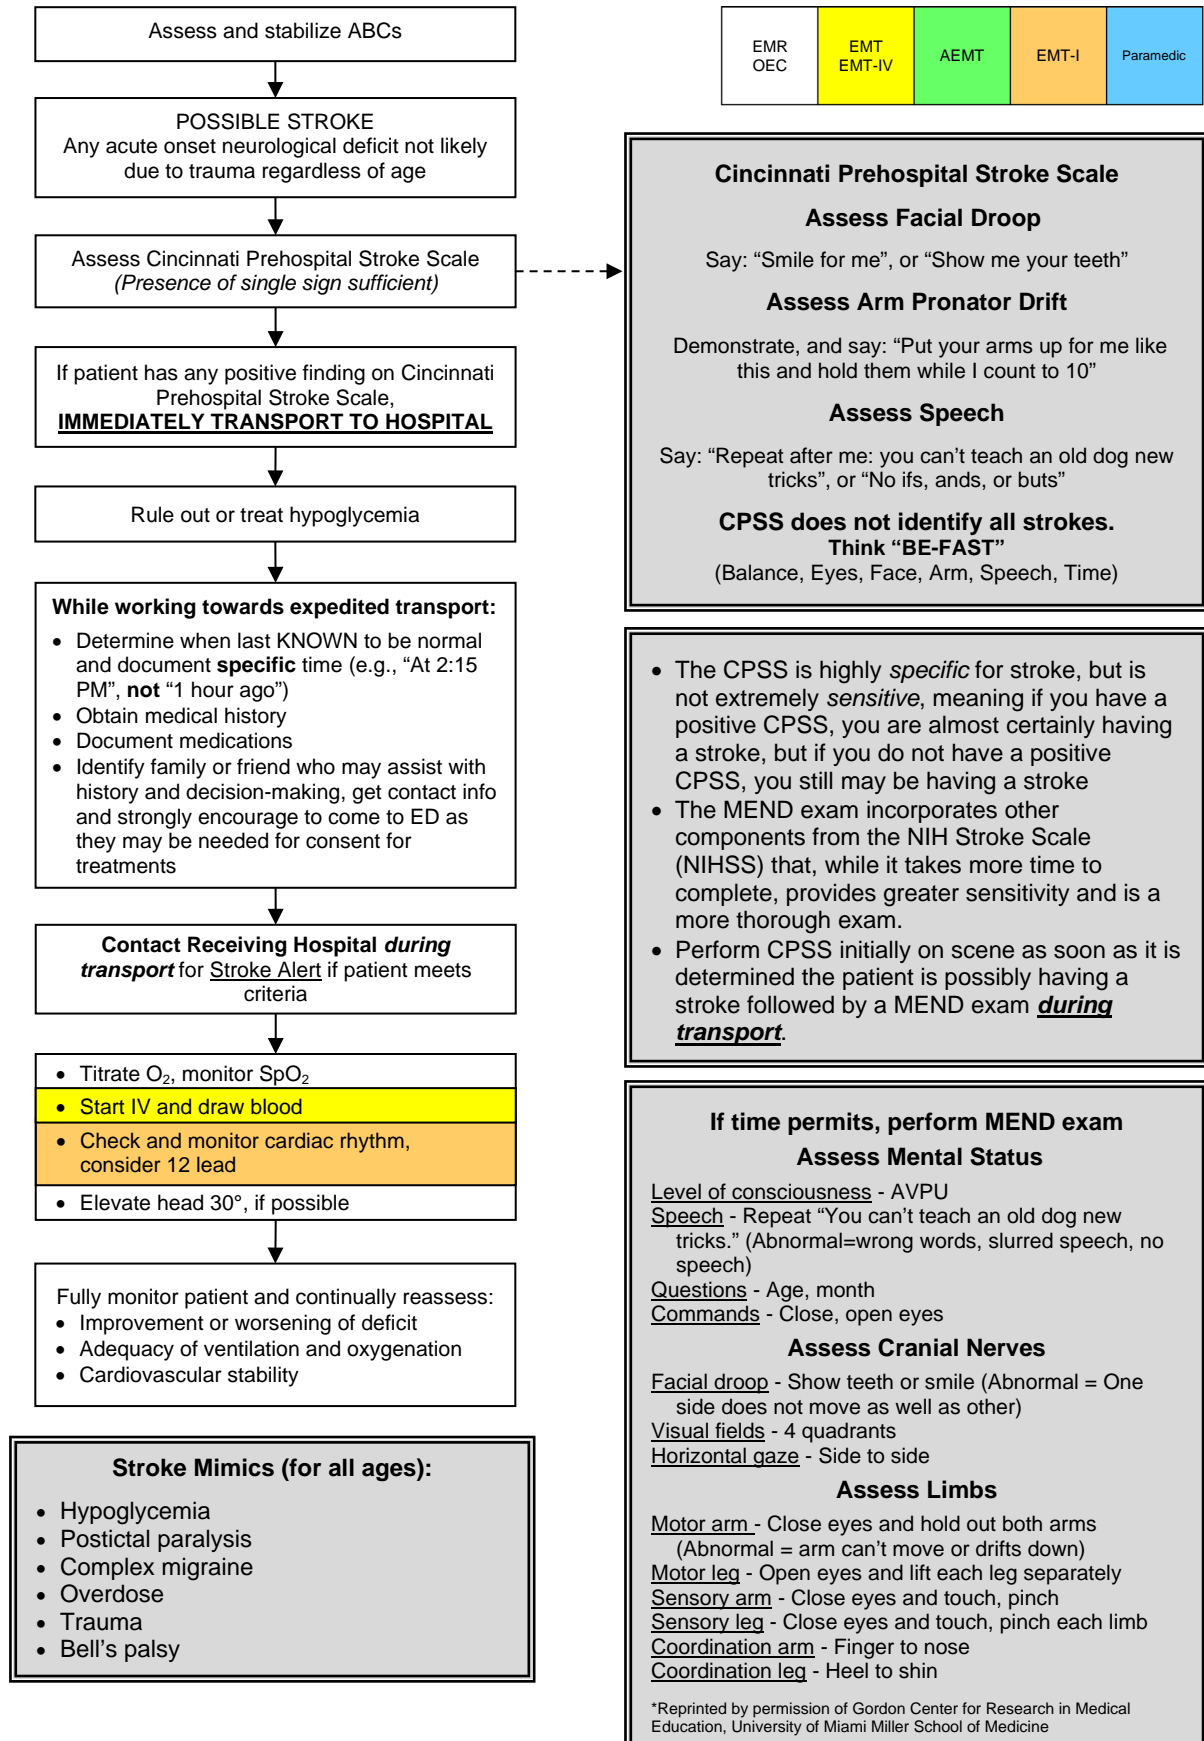 Assess and stabilize ABCs
POSSIBLE STROKE
Any acute onset neurological deficit not likely
due to trauma regardless of age
Assess Cincinnati Prehospital Stroke Scale
(Presence of single sign sufficient)
If patient has any positive finding on Cincinnati
Prehospital Stroke Scale,
IMMEDIATELY TRANSPORT TO HOSPITAL
Rule out or treat hypoglycemia
While working towards expedited transport:
• Determine when last KNOWN to be normal
and document specific time (e.g., “At 2:15
PM”, not “1 hour ago”)
• Obtain medical history
• Document medications
• Identify family or friend who may assist with
history and decision-making, get contact info
and strongly encourage to come to ED as
they may be needed for consent for
treatments
Contact Receiving Hospital during
transport for Stroke Alert if patient meets
criteria
• Titrate O₂, monitor SpO₂
• Start IV and draw blood
• Check and monitor cardiac rhythm,
consider 12 lead
• Elevate head 30°, if possible
Fully monitor patient and continually reassess:
• Improvement or worsening of deficit
• Adequacy of ventilation and oxygenation
• Cardiovascular stability
Stroke Mimics (for all ages):
• Hypoglycemia
• Postictal paralysis
• Complex migraine
• Overdose
• Trauma
• Bell’s palsy
EMR
OEC
EMT
EMT-IV
AEMT
EMT-I
Paramedic
Cincinnati Prehospital Stroke Scale
Assess Facial Droop
Say: “Smile for me”, or “Show me your teeth”
Assess Arm Pronator Drift
Demonstrate, and say: “Put your arms up for me like
this and hold them while I count to 10”
Assess Speech
Say: “Repeat after me: you can’t teach an old dog new
tricks”, or “No ifs, ands, or buts”
CPSS does not identify all strokes.
Think “BE-FAST”
(Balance, Eyes, Face, Arm, Speech, Time)
• The CPSS is highly specific for stroke, but is
not extremely sensitive, meaning if you have a
positive CPSS, you are almost certainly having
a stroke, but if you do not have a positive
CPSS, you still may be having a stroke
• The MEND exam incorporates other
components from the NIH Stroke Scale
(NIHSS) that, while it takes more time to
complete, provides greater sensitivity and is a
more thorough exam.
• Perform CPSS initially on scene as soon as it is
determined the patient is possibly having a
stroke followed by a MEND exam during
transport.
If time permits, perform MEND exam
Assess Mental Status
Level of consciousness - AVPU
Speech - Repeat “You can’t teach an old dog new
tricks.” (Abnormal=wrong words, slurred speech, no
speech)
Questions - Age, month
Commands - Close, open eyes
Assess Cranial Nerves
Facial droop - Show teeth or smile (Abnormal = One
side does not move as well as other)
Visual fields - 4 quadrants
Horizontal gaze - Side to side
Assess Limbs
Motor arm - Close eyes and hold out both arms
(Abnormal = arm can’t move or drifts down)
Motor leg - Open eyes and lift each leg separately
Sensory arm - Close eyes and touch, pinch
Sensory leg - Close eyes and touch, pinch each limb
Coordination arm - Finger to nose
Coordination leg - Heel to shin
*Reprinted by permission of Gordon Center for Research in Medical
Education, University of Miami Miller School of Medicine